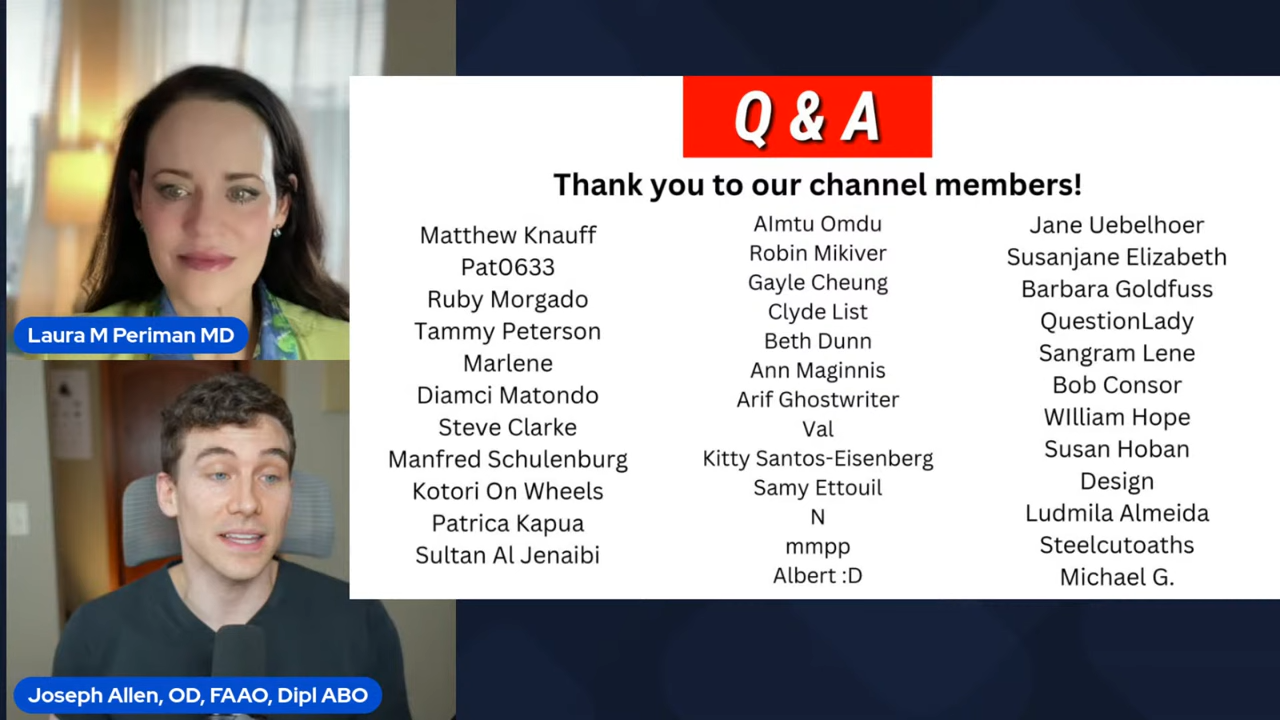 Q & A
Thank you to our channel members!
Matthew Knauff
Pat0633
Ruby Morgado
Tammy Peterson
Marlene
Diamci Matondo
Steve Clarke
Manfred Schulenburg
Kotori On Wheels
Patrica Kapua
Sultan Al Jenaibi
AImtu Omdu
Robin Mikiver
Gayle Cheung
Clyde List
Beth Dunn
Ann Maginnis
Arif Ghostwriter
Val
Kitty Santos-Eisenberg
Samy Ettouil
N
mmpp
Albert :D
Jane Uebelhoer
Susanjane Elizabeth
Barbara Goldfuss
QuestionLady
Sangram Lene
Bob Consor
WIlliam Hope
Susan Hoban
Design
Ludmila Almeida
Steelcutoaths
Michael G.
Laura M Periman MD
Joseph Allen, OD, FAAO, Dipl ABO